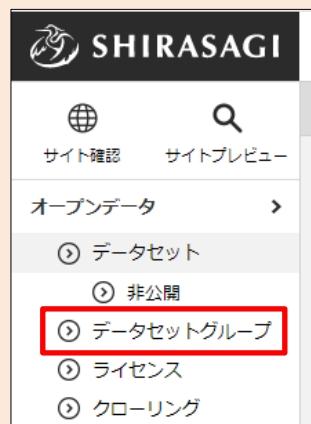 SHIRASAGI
サイト確認 サイトプレビュー
オープンデータ
データセット
非公開
データセットグループ
ライセンス
クローリング